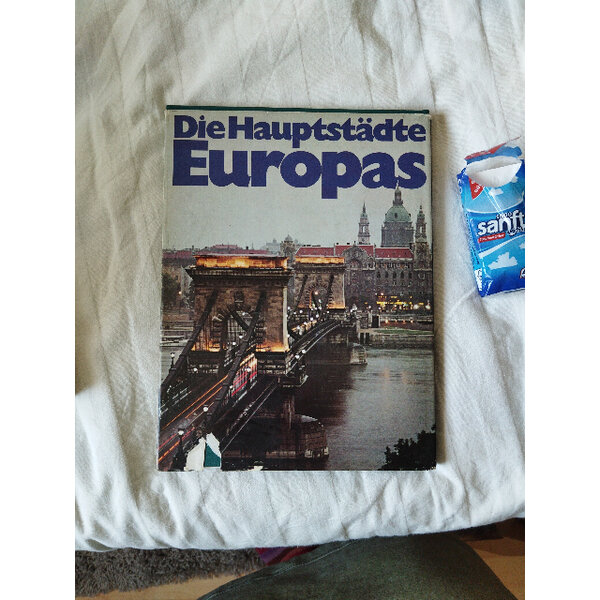 Die Hauptstädte
Europas
sanft